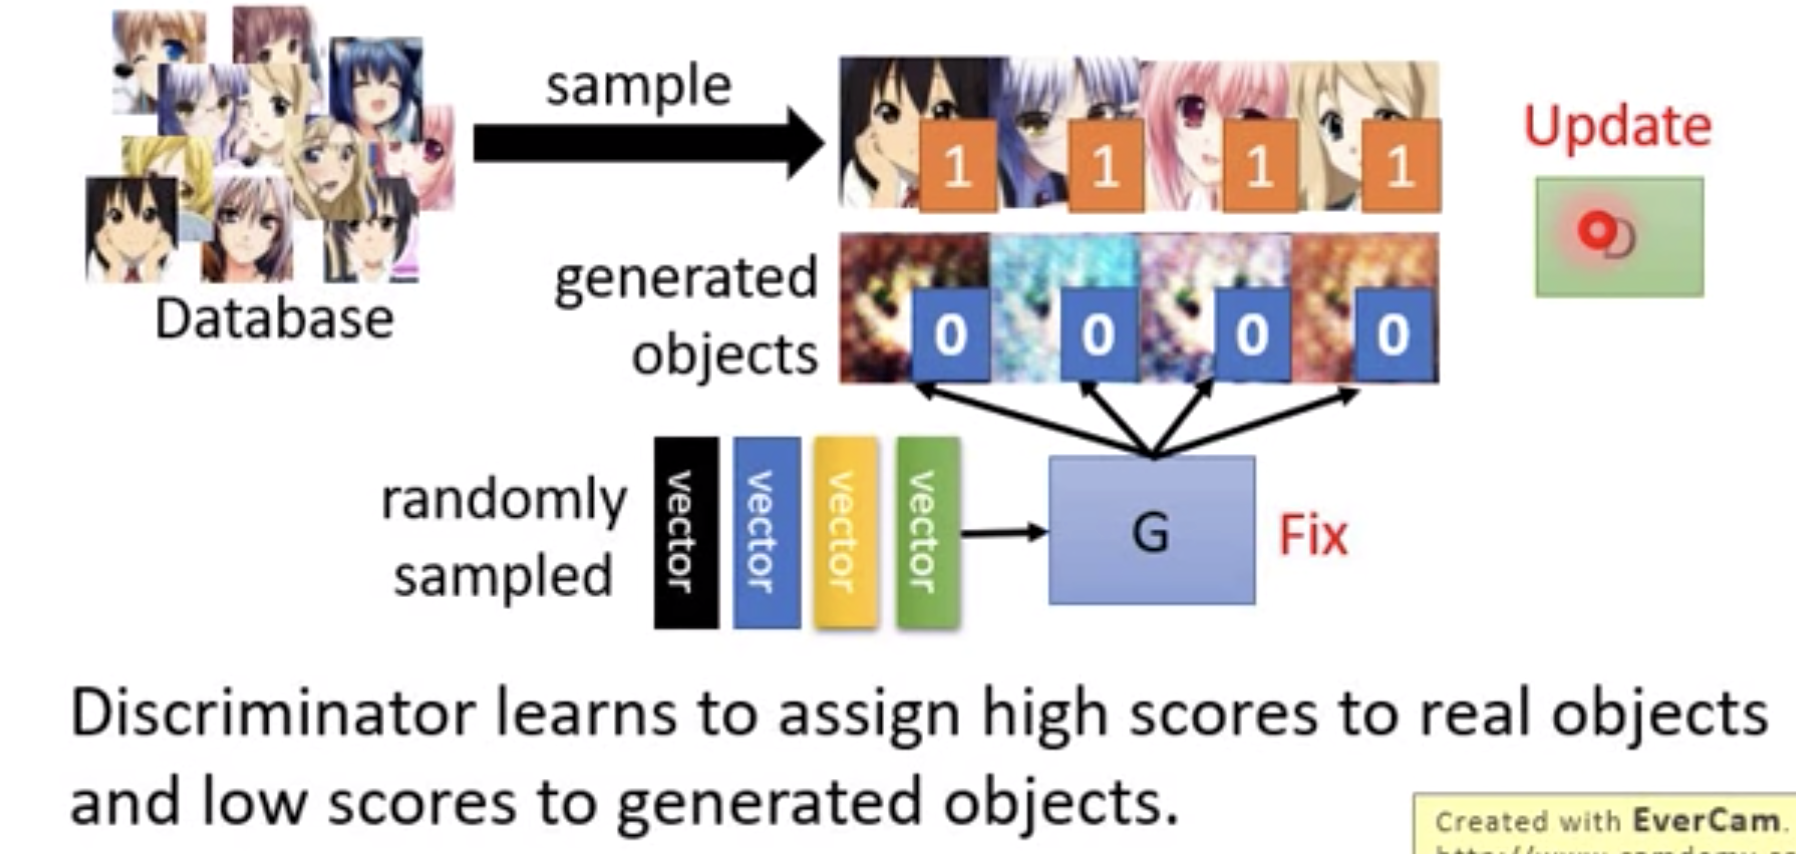 sample
1 1 1 1
Update
D
generated
objects
0 0 0 0
Database
randomly
sampled
vector vector vector vector
G
Fix
Discriminator learns to assign high scores to real objects
and low scores to generated objects.
Created with EverCam.